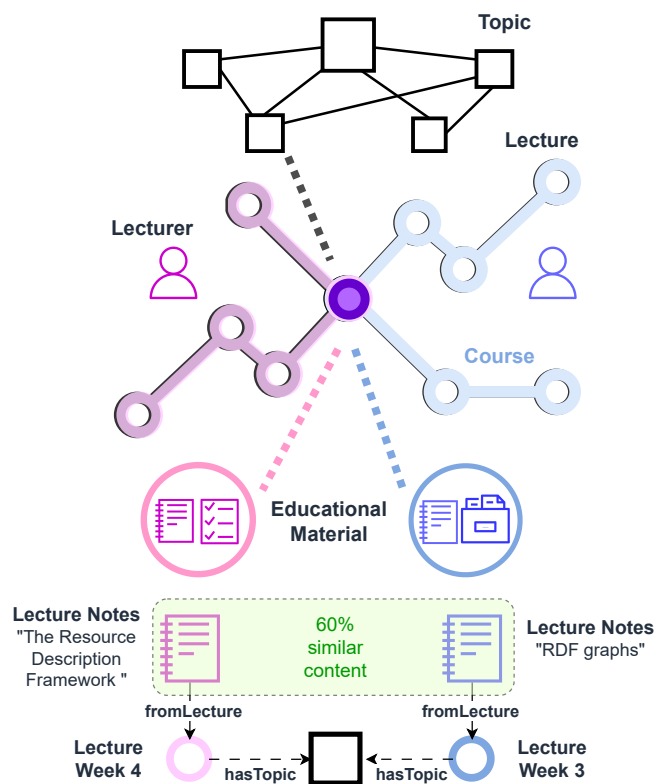 Topic
Lecture
Lecturer
Course
Educational
Material
Lecture Notes
"The Resource
Description
Framework "
60%
similar
content
Lecture Notes
"RDF graphs"
fromLecture
fromLecture
Lecture
Week 4
hasTopic
hasTopic
Lecture
Week 3